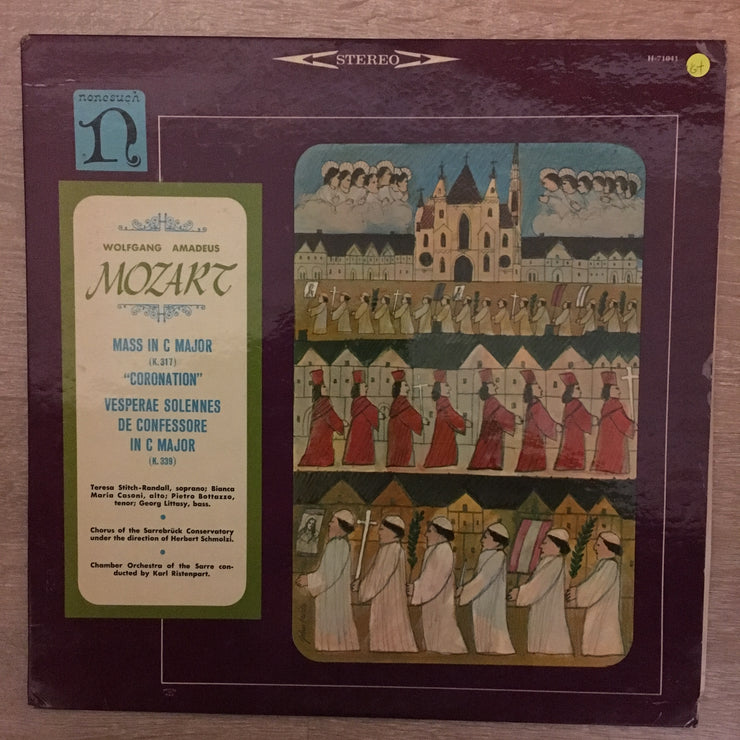 STEREO
H-71041
G+
nonesuch
n
WOLFGANG AMADEUS
MOZART
MASS IN C MAJOR
(K. 317)
"CORONATION"
VESPERAE SOLENNES
DE CONFESSORE
IN C MAJOR
(K. 339)
Teresa Stitch-Randall, soprano; Bianca
Maria Casoni, alto; Pietro Bottazzo,
tenor; Georg Littasy, bass.
Chorus of the Sarrebrück Conservatory
under the direction of Herbert Schmolzi.
Chamber Orchestra of the Sarre con-
ducted by Karl Ristenpart.